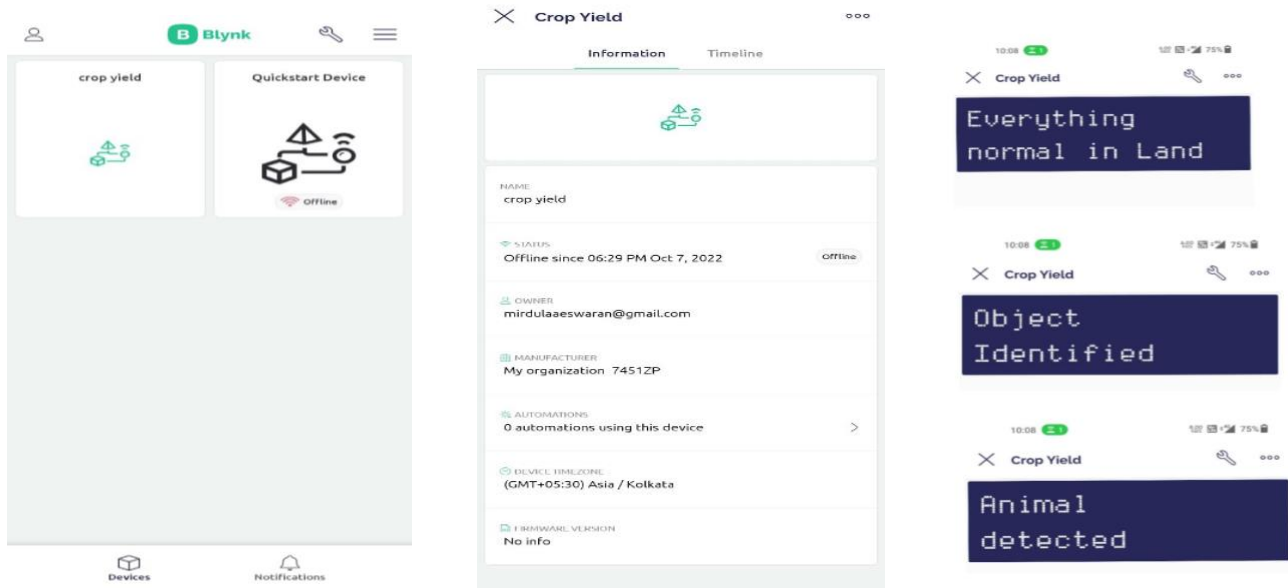 B Blynk
crop yield
Quickstart Device
Offline
Devices
Notifications
Crop Yield
Information
Timeline
NAME
crop yield
STATUS
Offline since 06:29 PM Oct 7, 2022
Offline
OWNER
mirdulaaeswaran@gmail.com
MANUFACTURER
My organization 7451ZP
AUTOMATIONS
0 automations using this device
DEVICE TIMEZONE
(GMT+05:30) Asia / Kolkata
FIRMWARE VERSION
No info
10:08 1 75%
Crop Yield
Everything
normal in Land
10:08 1 75%
Crop Yield
Object
Identified
10:08 1 75%
Crop Yield
Animal
detected